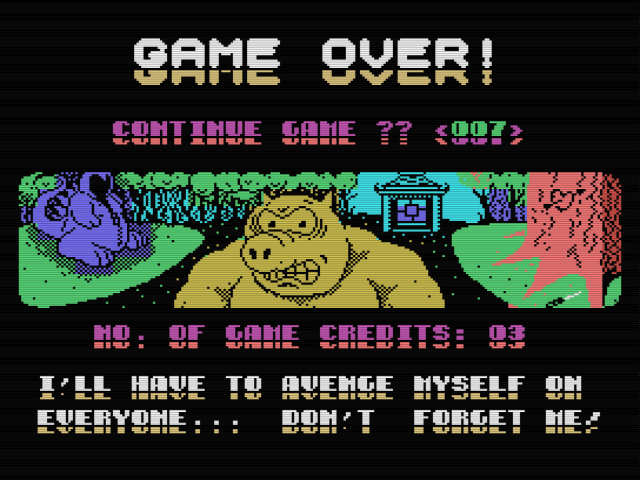 GAME OVER!
CONTINUE GAME ?? <007>
NO. OF GAME CREDITS: 03
I'LL HAVE TO AVENGE MYSELF ON
EVERYONE... DON'T FORGET ME!